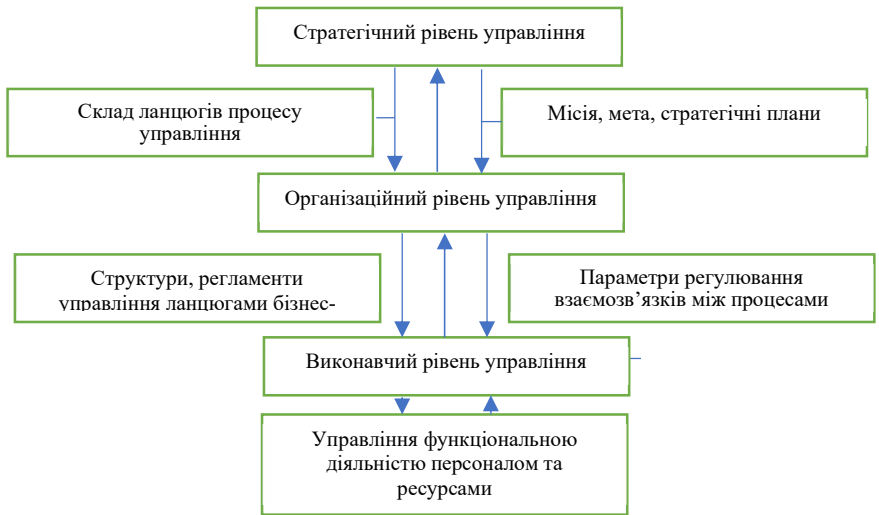 Стратегічний рівень управління
Склад ланцюгів процесу
управління
Місія, мета, стратегічні плани
Організаційний рівень управління
Структури, регламенти
управління ланцюгами бізнес-
Параметри регулювання
взаємозв’язків між процесами
Виконавчий рівень управління
Управління функціональною
діяльністю персоналом та
ресурсами